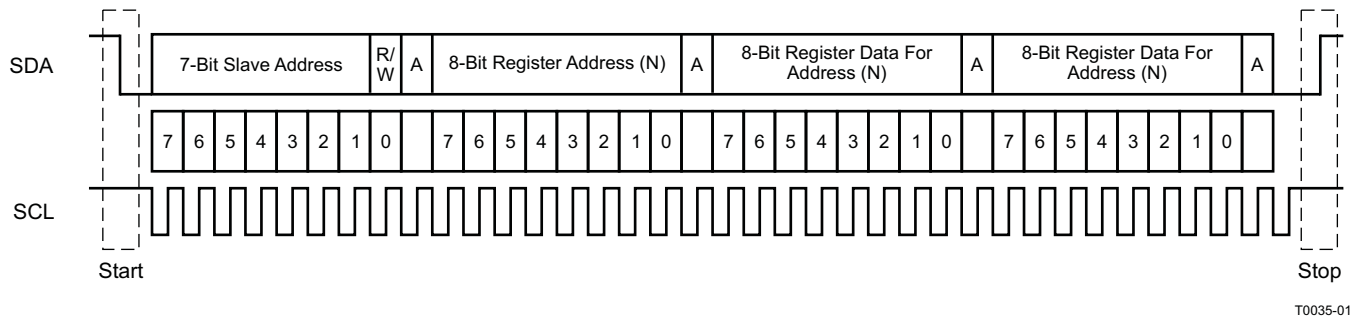 SDA
7-Bit Slave Address
R/
W
A
8-Bit Register Address (N)
A
8-Bit Register Data For
Address (N)
A
8-Bit Register Data For
Address (N)
A
7 6 5 4 3 2 1 0 7 6 5 4 3 2 1 0 7 6 5 4 3 2 1 0 7 6 5 4 3 2 1 0
SCL
Start
Stop
T0035-01